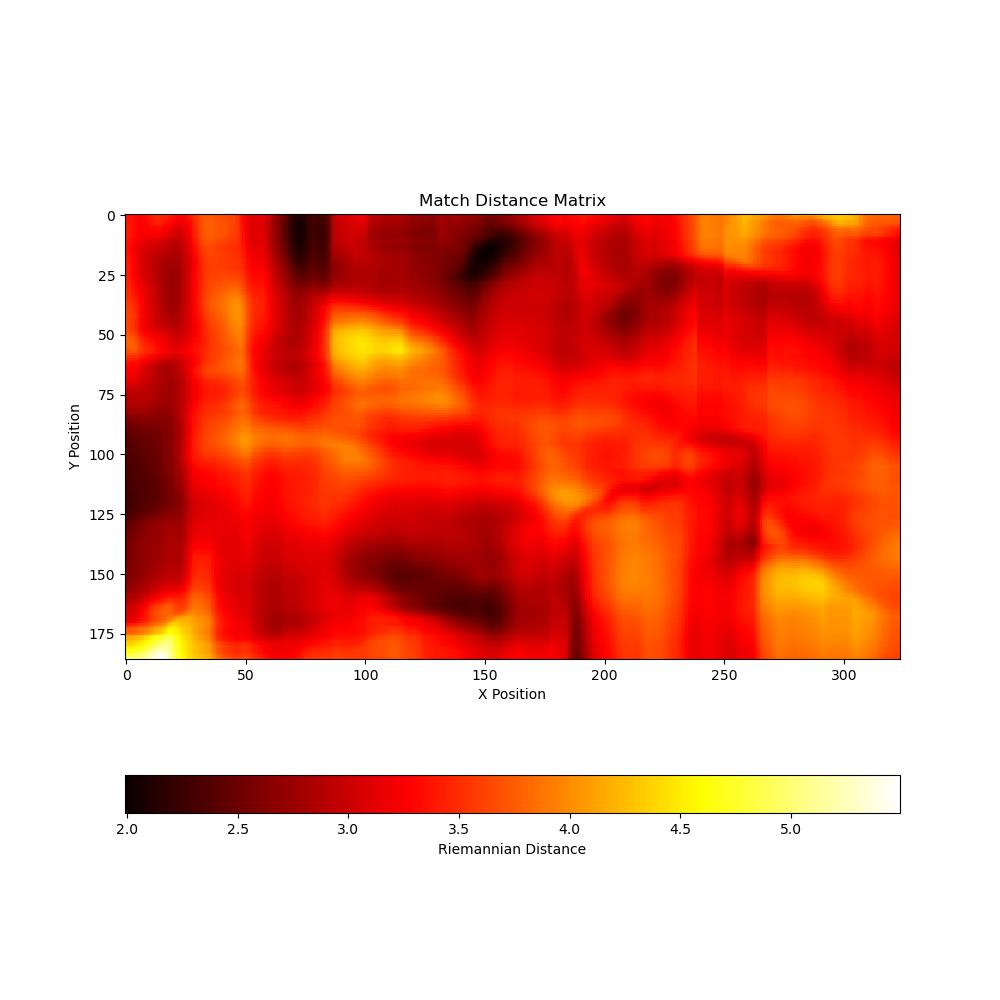 Match Distance Matrix
0
25
50
75
100
125
150
175
Y Position
0 50 100 150 200 250 300
X Position
2.0 2.5 3.0 3.5 4.0 4.5 5.0
Riemannian Distance